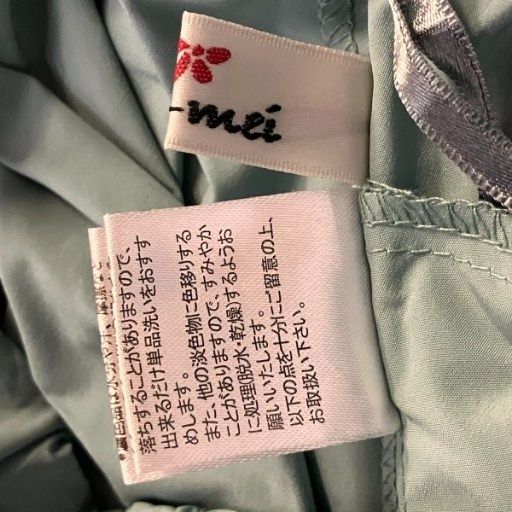 -mei
落ちすることがありますので、
出来るだけ単品洗いをおすす
めします。
また、他の淡色物に色移りする
ことがありますので、すみやか
に処理(脱水・乾燥)するようお
願いいたします。
以下の点を十分にご留意の上、
お取扱い下さい。